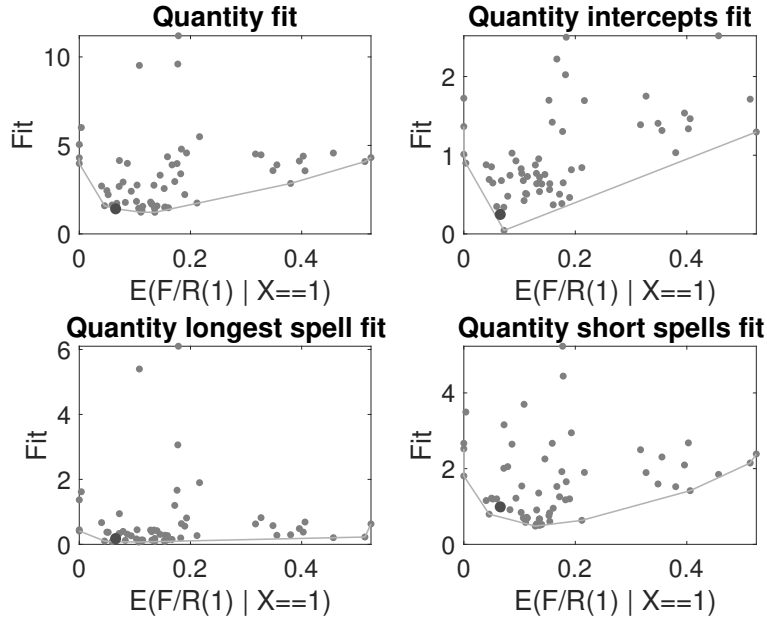 Quantity fit
10
5
0
Fit
0 0.2 0.4
E(F/R(1) | X==1)
Quantity intercepts fit
2
1
0
Fit
0 0.2 0.4
E(F/R(1) | X==1)
Quantity longest spell fit
6
4
2
0
Fit
0 0.2 0.4
E(F/R(1) | X==1)
Quantity short spells fit
4
2
0
Fit
0 0.2 0.4
E(F/R(1) | X==1)